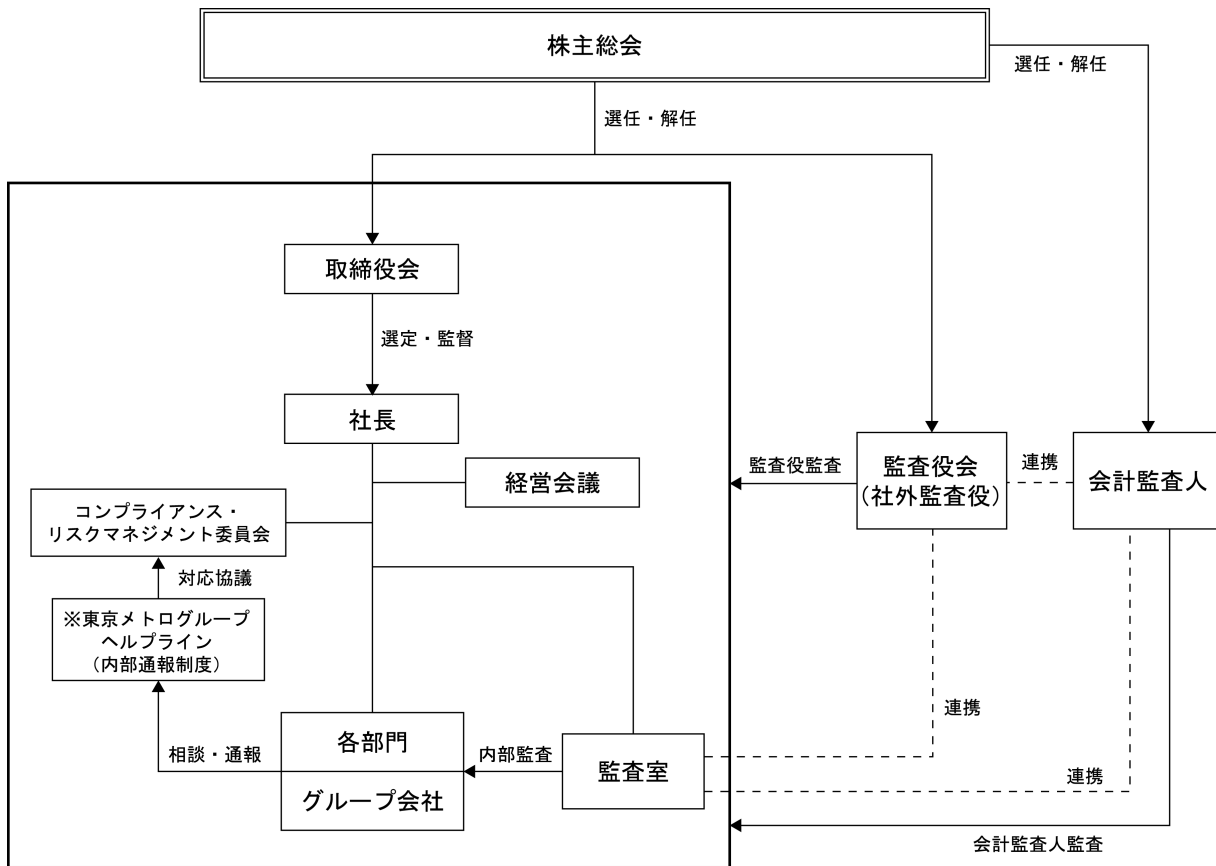 株主総会
選任・解任
選任・解任
取締役会
選定・監督
社長
経営会議
監査役監査
監査役会
(社外監査役)
連携
会計監査人
コンプライアンス・
リスクマネジメント委員会
対応協議
※東京メトログループ
ヘルプライン
(内部通報制度)
相談・通報
各部門
グループ会社
内部監査
監査室
連携
連携
会計監査人監査